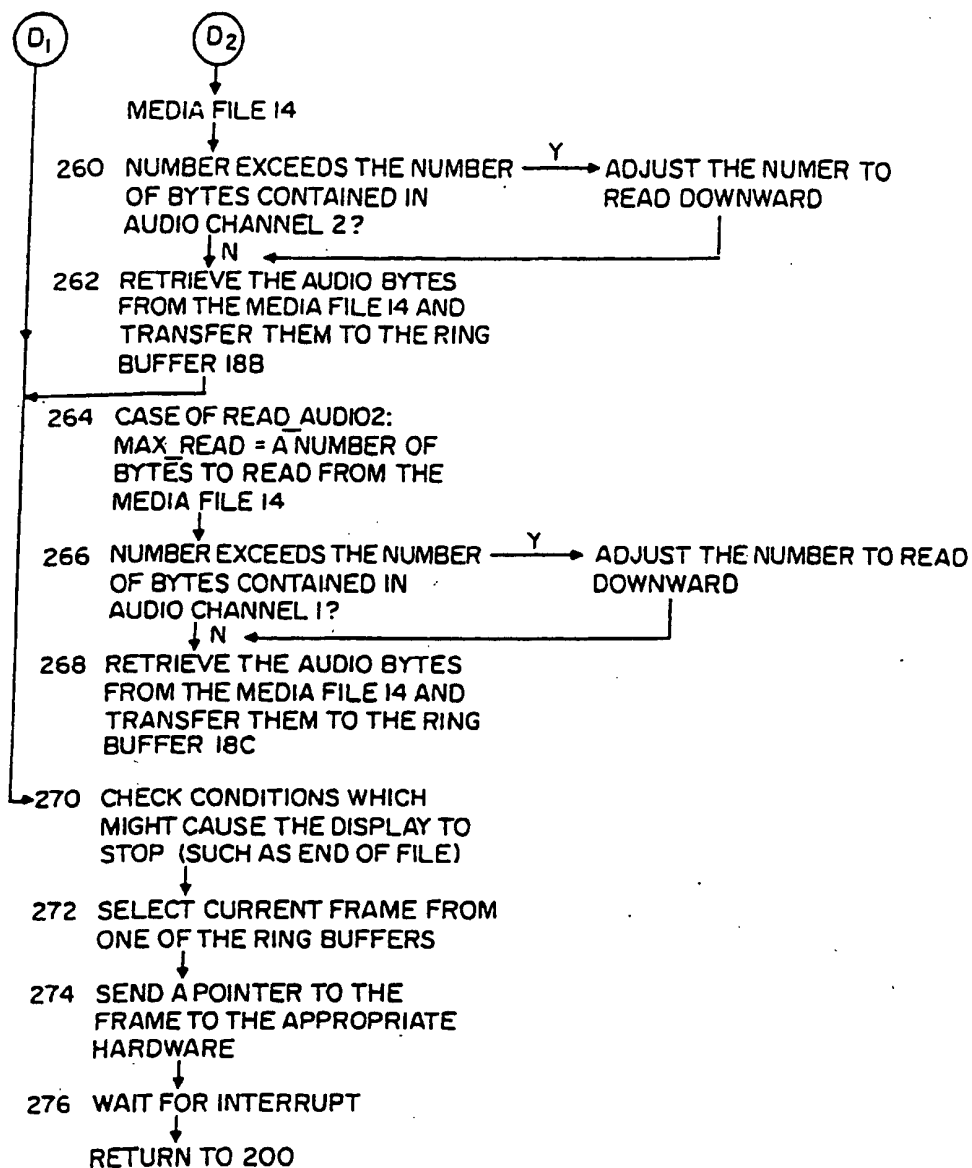 D1 D2
MEDIA FILE 14
260 NUMBER EXCEEDS THE NUMBER Y ADJUST THE NUMER TO
OF BYTES CONTAINED IN READ DOWNWARD
AUDIO CHANNEL 2?
N
262 RETRIEVE THE AUDIO BYTES
FROM THE MEDIA FILE 14 AND
TRANSFER THEM TO THE RING
BUFFER 18B
264 CASE OF READ_AUDIO2:
MAX_READ = A NUMBER OF
BYTES TO READ FROM THE
MEDIA FILE 14
266 NUMBER EXCEEDS THE NUMBER Y ADJUST THE NUMBER TO READ
OF BYTES CONTAINED IN DOWNWARD
AUDIO CHANNEL 1?
N
268 RETRIEVE THE AUDIO BYTES
FROM THE MEDIA FILE 14 AND
TRANSFER THEM TO THE RING
BUFFER 18C
270 CHECK CONDITIONS WHICH
MIGHT CAUSE THE DISPLAY TO
STOP (SUCH AS END OF FILE)
272 SELECT CURRENT FRAME FROM
ONE OF THE RING BUFFERS
274 SEND A POINTER TO THE
FRAME TO THE APPROPRIATE
HARDWARE
276 WAIT FOR INTERRUPT
RETURN TO 200